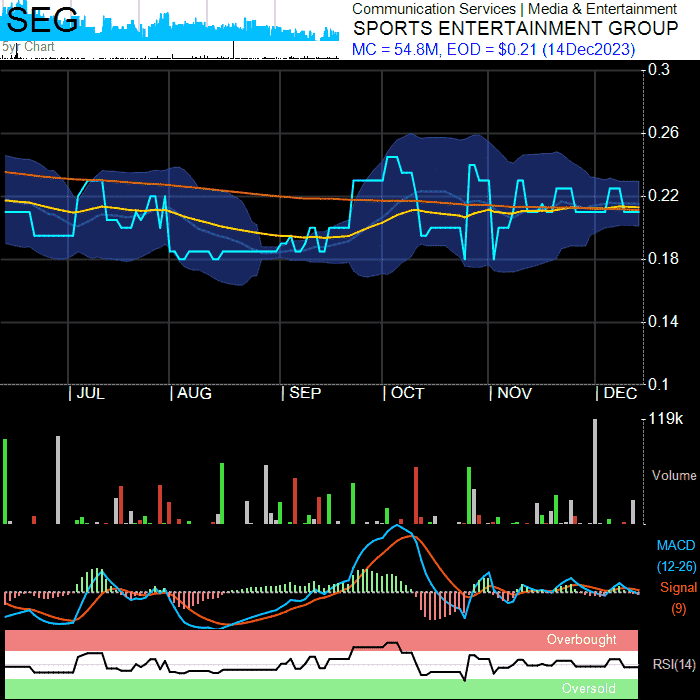 SEG
5yr Chart
Communication Services | Media & Entertainment
SPORTS ENTERTAINMENT GROUP
MC = 54.8M, EOD = $0.21 (14Dec2023)
0.3
0.26
0.22
0.18
0.14
0.1
JUL
AUG
SEP
OCT
NOV
DEC
119k
Volume
MACD
(12-26)
Signal
(9)
Overbought
RSI(14)
Oversold